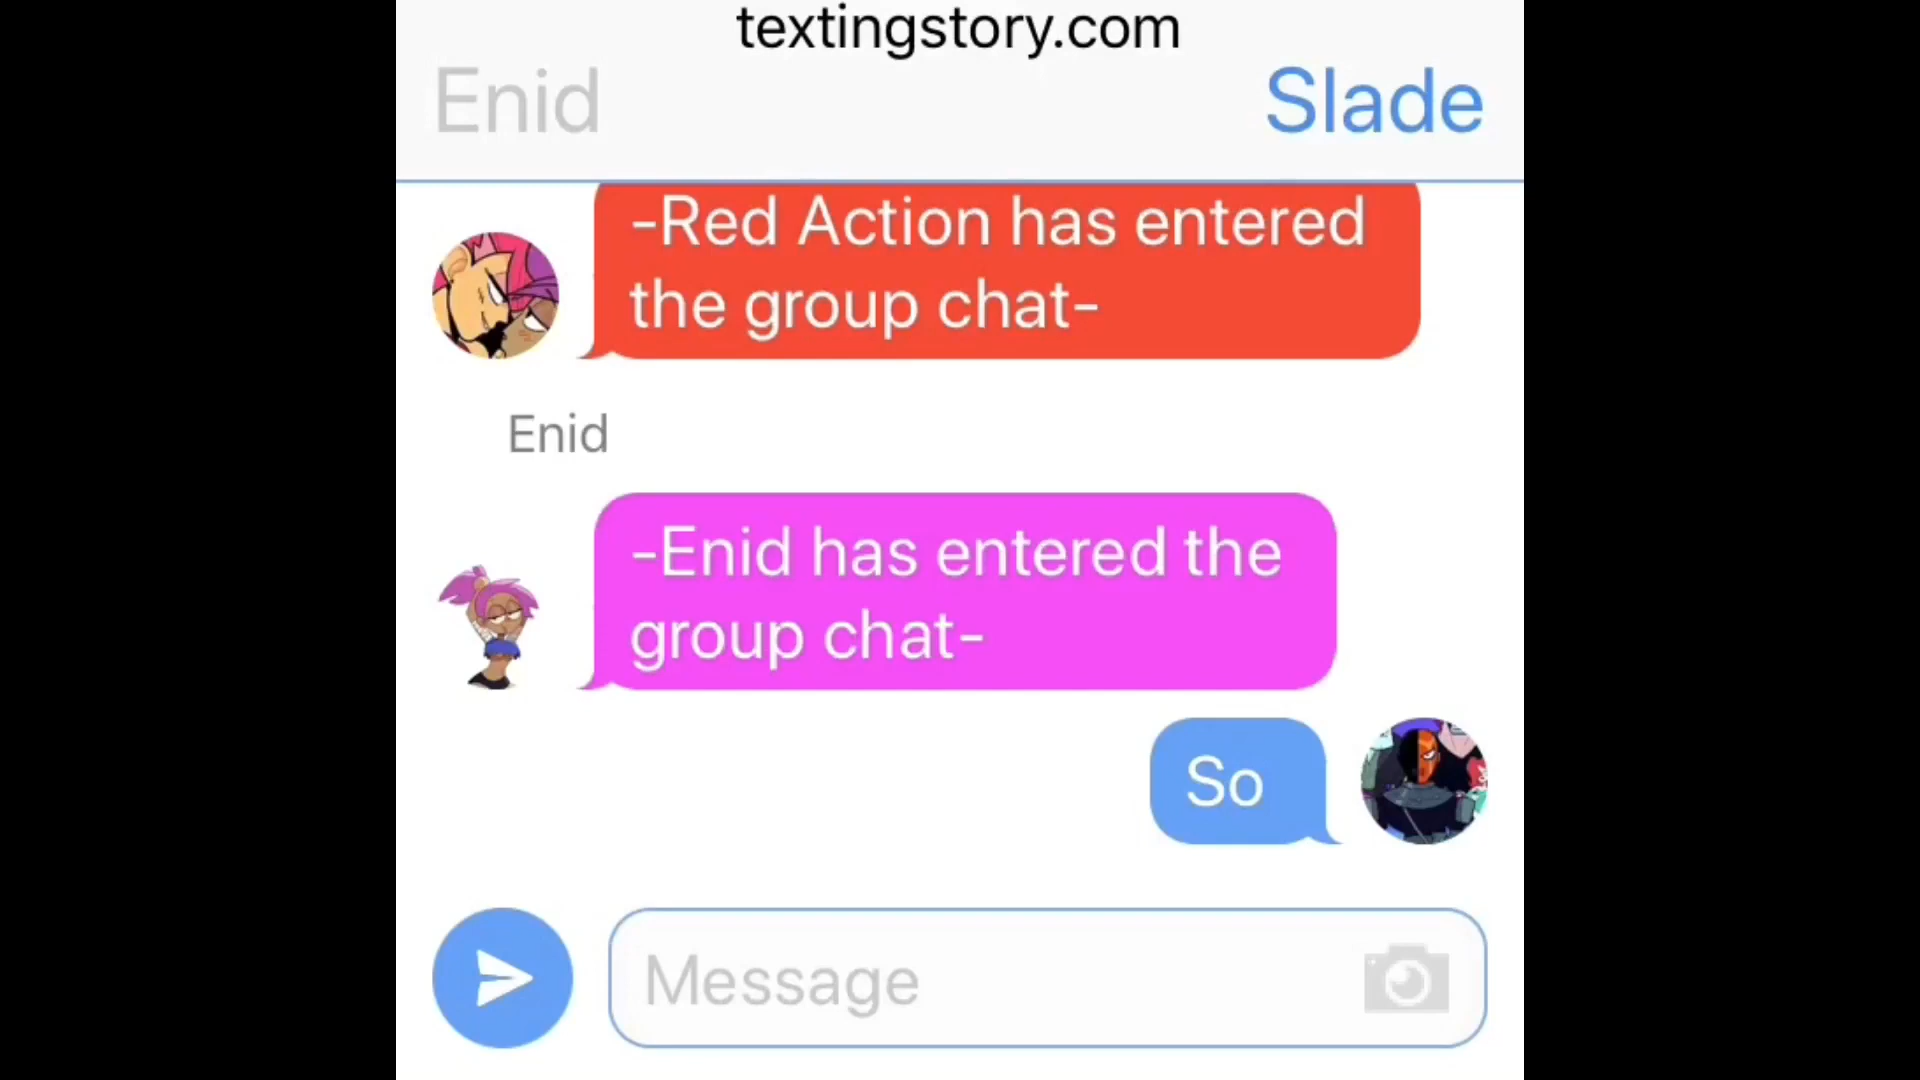 textingstory.com
Enid
Slade
-Red Action has entered
the group chat-
Enid
-Enid has entered the
group chat-
So
Message